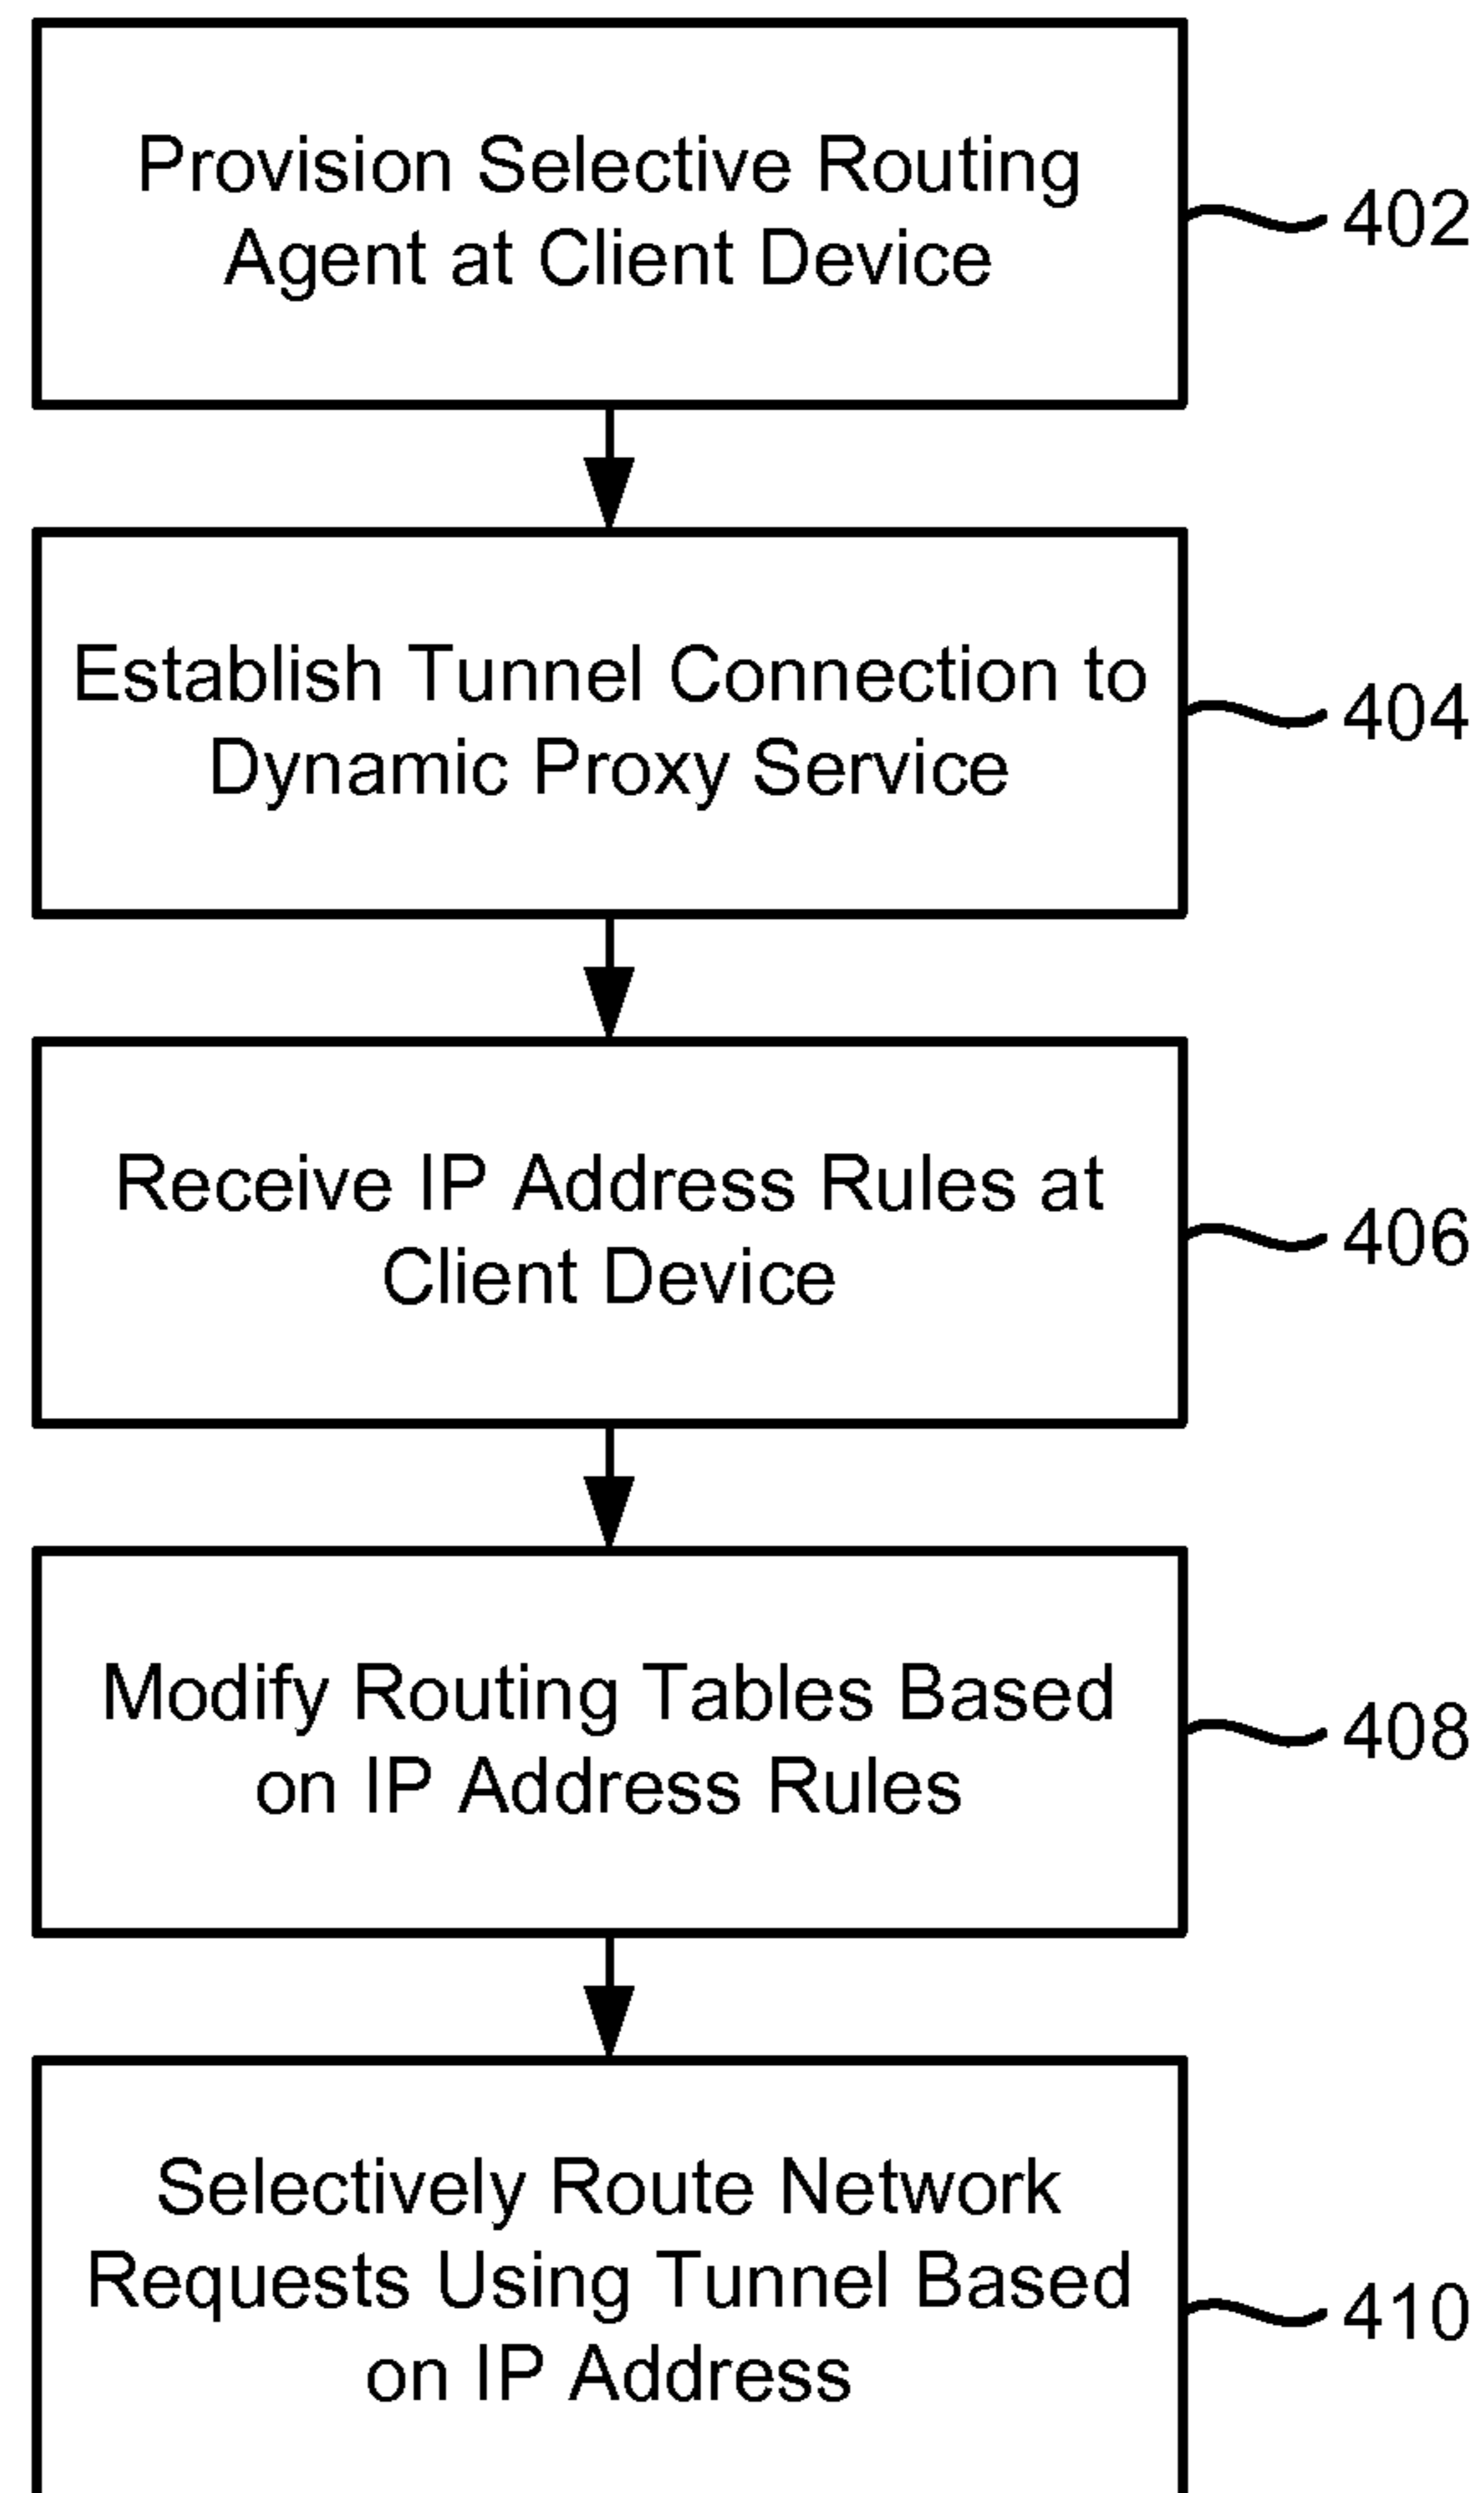 Provision Selective Routing
Agent at Client Device
402
Establish Tunnel Connection to
Dynamic Proxy Service
404
Receive IP Address Rules at
Client Device
406
Modify Routing Tables Based
on IP Address Rules
408
Selectively Route Network
Requests Using Tunnel Based
on IP Address
410